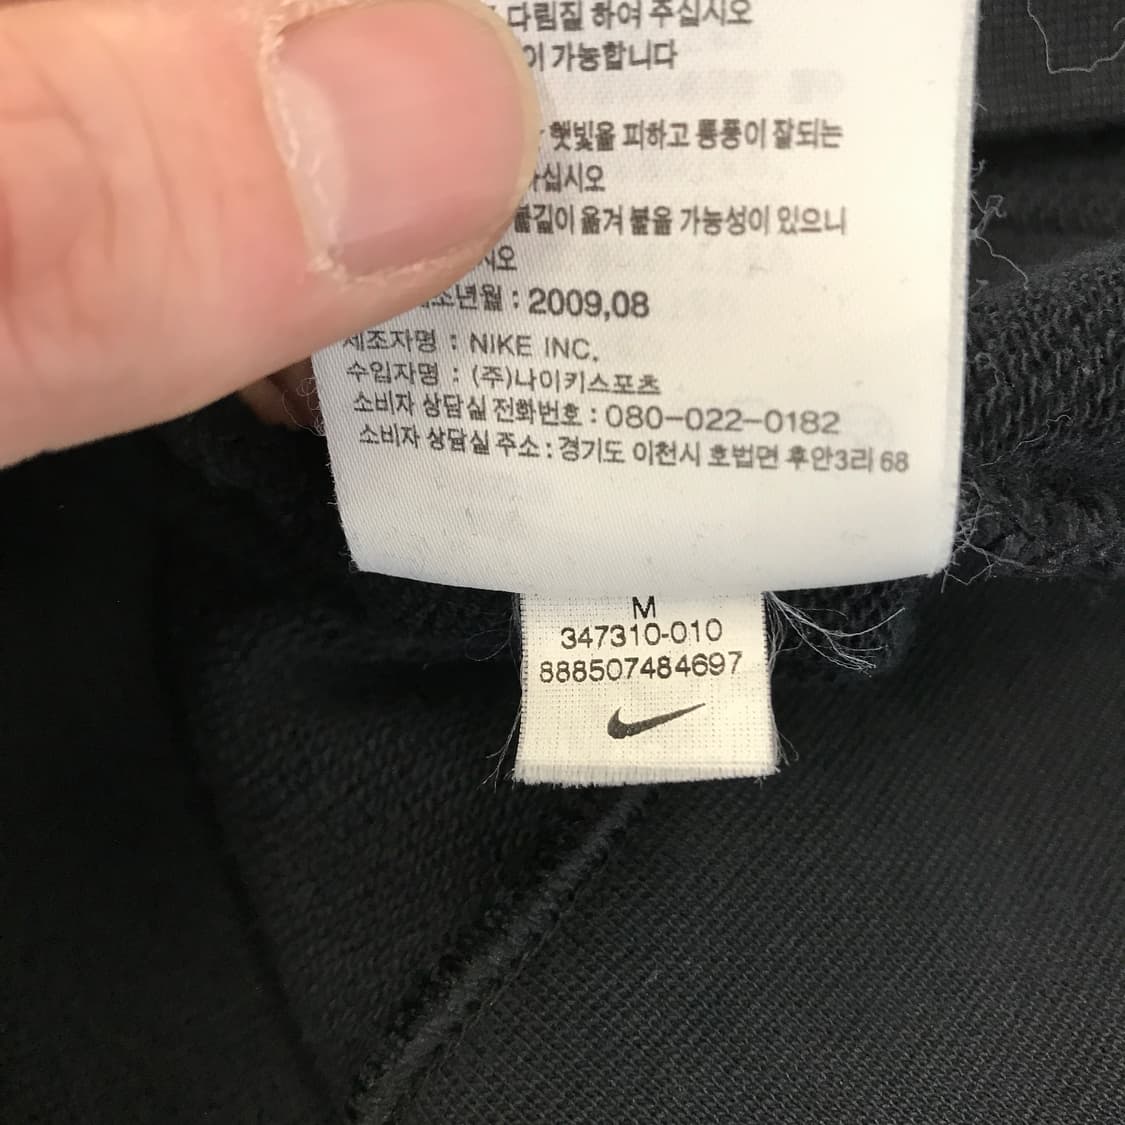 다림질 하여 주십시오
이 가능합니다
햇빛을 피하고 통풍이 잘되는
십시오
불길이 옮겨 붙을 가능성이 있으니
시오
조년월 : 2009,08
제조자명 : NIKE INC.
수입자명 : (주)나이키스포츠
소비자 상담실 전화번호 : 080-022-0182
소비자 상담실 주소 : 경기도 이천시 호법면 후안3리 68
M
347310-010
888507484697